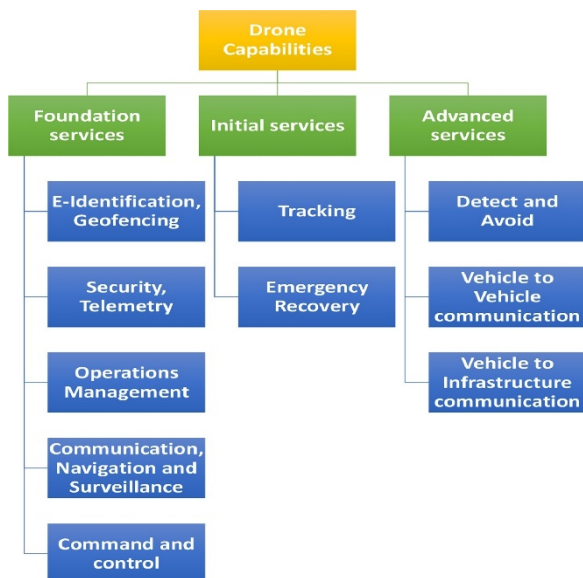 Drone
Capabilities
Foundation
services
Initial services
Advanced
services
E-Identification,
Geofencing
Security,
Telemetry
Operations
Management
Communication,
Navigation and
Surveillance
Command and
control
Tracking
Emergency
Recovery
Detect and
Avoid
Vehicle to
Vehicle
communication
Vehicle to
Infrastructure
communication